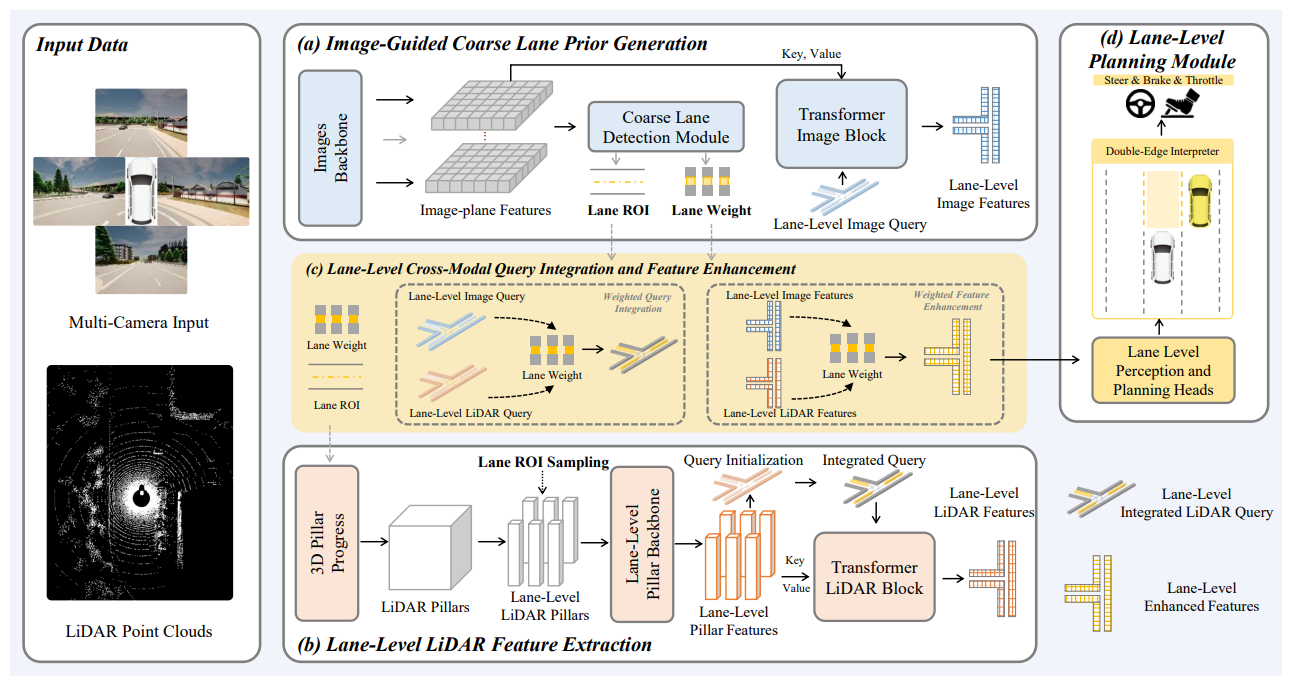 Input Data
Multi-Camera Input
LiDAR Point Clouds
(a) Image-Guided Coarse Lane Prior Generation
Images
Backbone
Image-plane Features
Coarse Lane
Detection Module
Lane ROI
Lane Weight
Key, Value
Transformer
Image Block
Lane-Level Image Query
Lane-Level
Image Features
(c) Lane-Level Cross-Modal Query Integration and Feature Enhancement
Lane Weight
Lane ROI
Lane-Level Image Query
Weighted Query
Integration
Lane Weight
Lane-Level LiDAR Query
Lane-Level Image Features
Weighted Feature
Enhancement
Lane Weight
Lane-Level LiDAR Features
3D Pillar
Progress
LiDAR Pillars
Lane ROI Sampling
Lane-Level
LiDAR Pillars
Lane-Level
Pillar Backbone
Query Initialization
Integrated Query
Lane-Level
Pillar Features
Key
Value
Transformer
LiDAR Block
Lane-Level
LiDAR Features
(b) Lane-Level LiDAR Feature Extraction
(d) Lane-Level
Planning Module
Steer & Brake & Throttle
Double-Edge Interpreter
Lane Level
Perception and
Planning Heads
Lane-Level
Integrated LiDAR Query
Lane-Level
Enhanced Features